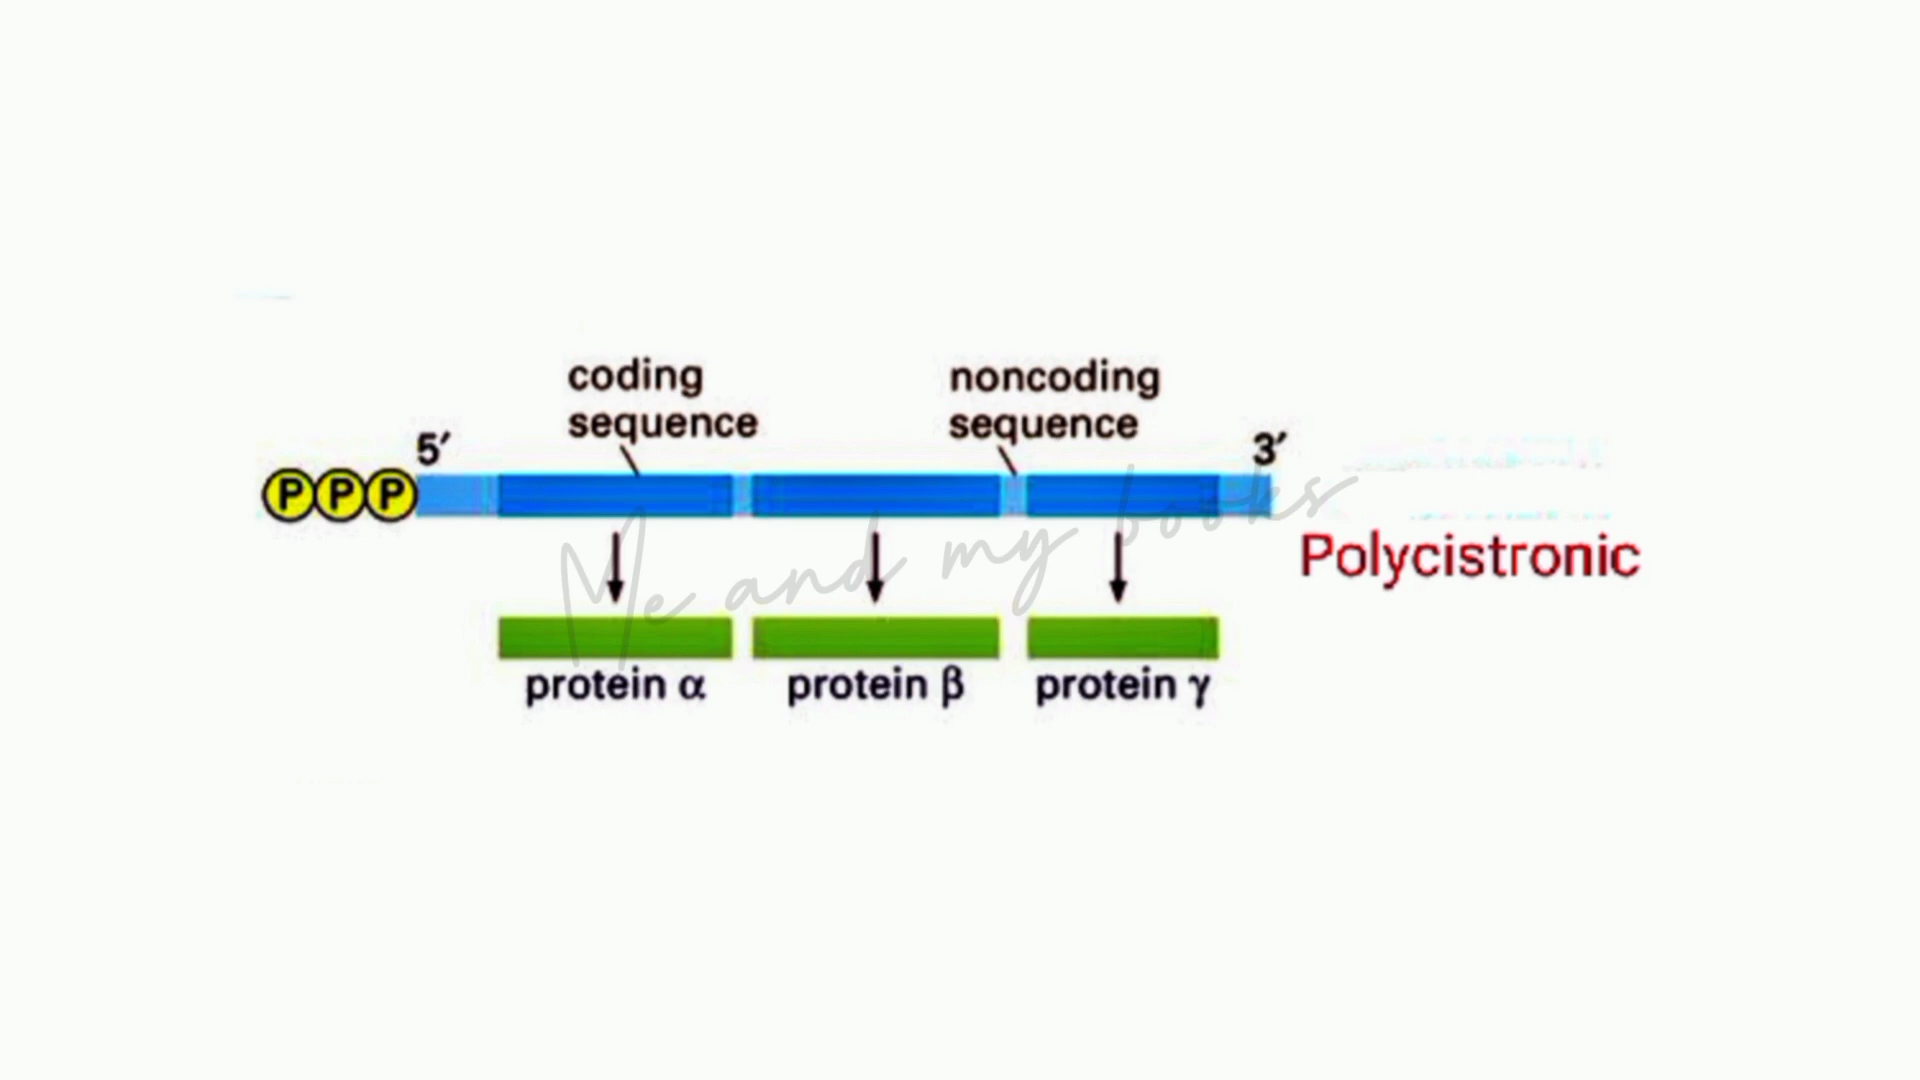 coding
sequence
noncoding
sequence
5′
3′
P P P
Polycistronic
Me and my books
protein α
protein β
protein γ